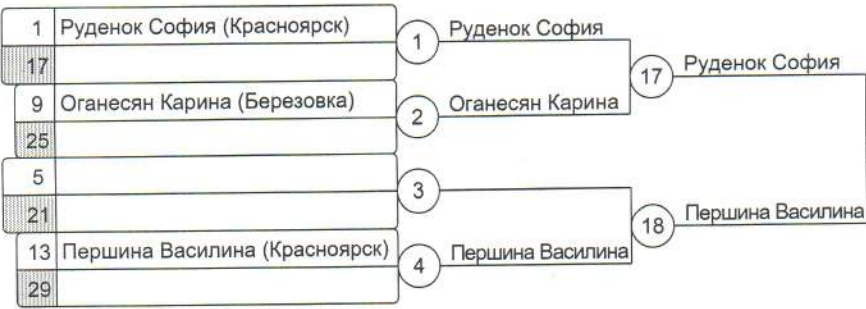 1 Руденок София (Красноярск)
17
9 Оганесян Карина (Березовка)
25
5
21
13 Першина Василина (Красноярск)
29
1 Руденок София
2 Оганесян Карина
3
4 Першина Василина
17 Руденок София
18 Першина Василина